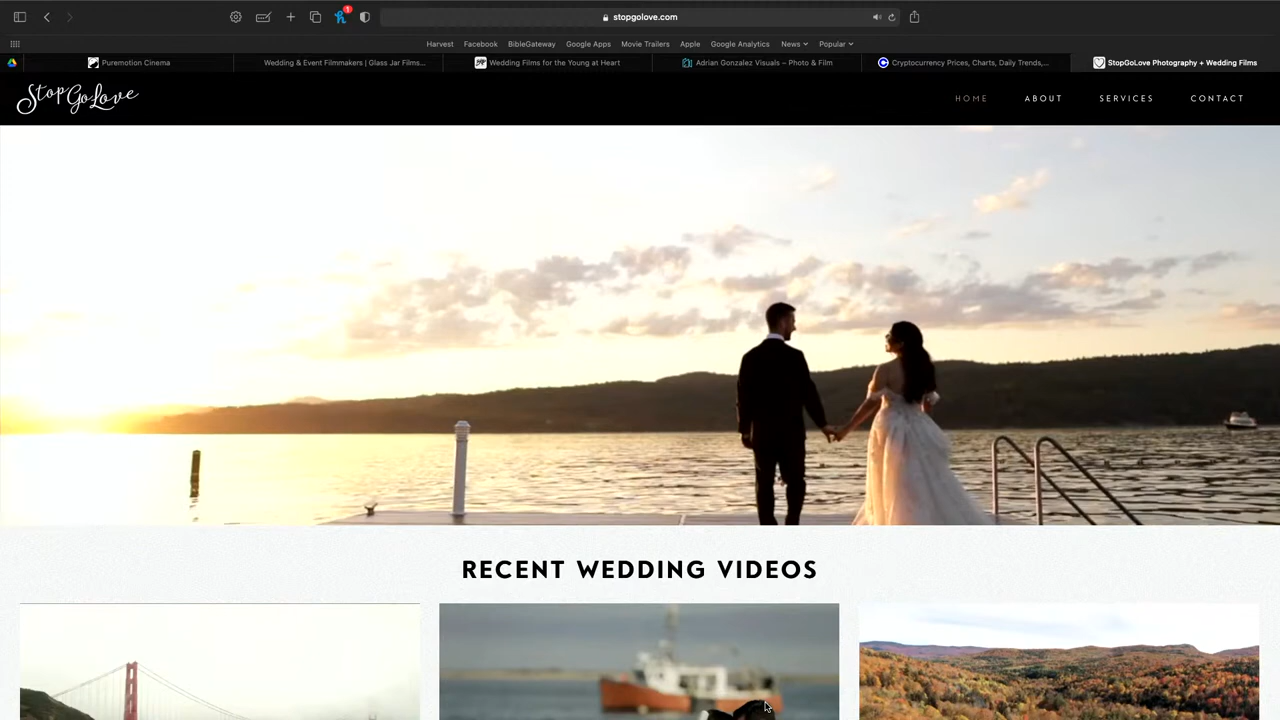 1
stopgolove.com
Harvest Facebook BibleGateway Google Apps Movie Trailers Apple Google Analytics News Popular
Puremotion Cinema Wedding & Event Filmmakers | Glass Jar Films... Wedding Films for the Young at Heart Adrian Gonzalez Visuals – Photo & Film Cryptocurrency Prices, Charts, Daily Trends,... StopGoLove Photography + Wedding Films
StopGoLove
HOME ABOUT SERVICES CONTACT
RECENT WEDDING VIDEOS